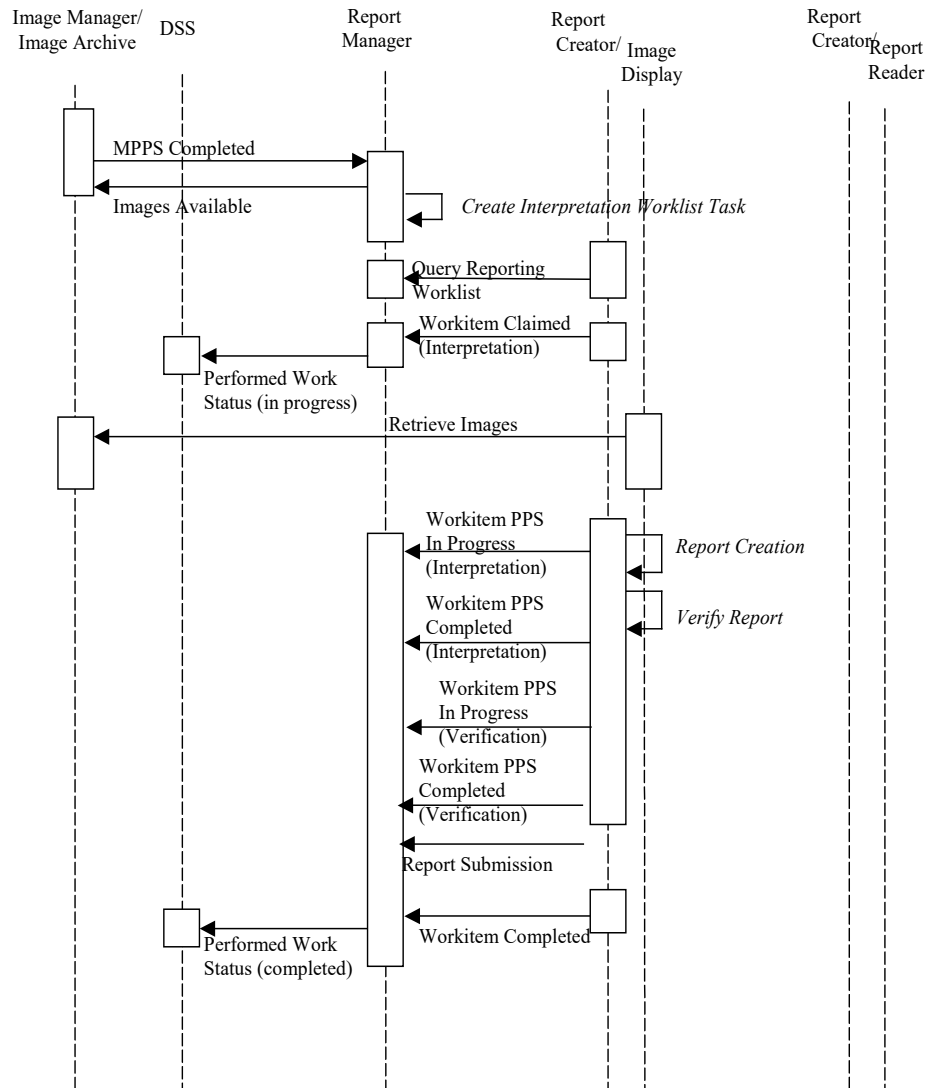 Image Manager/
Image Archive
DSS
Report
Manager
Report
Creator/
Image
Display
Report
Creator/
Report
Reader
MPPS Completed
Images Available
Create Interpretation Worklist Task
Query Reporting
Worklist
Workitem Claimed
(Interpretation)
Performed Work
Status (in progress)
Retrieve Images
Workitem PPS
In Progress
(Interpretation)
Report Creation
Workitem PPS
Completed
(Interpretation)
Verify Report
Workitem PPS
In Progress
(Verification)
Workitem PPS
Completed
(Verification)
Report Submission
Workitem Completed
Performed Work
Status (completed)